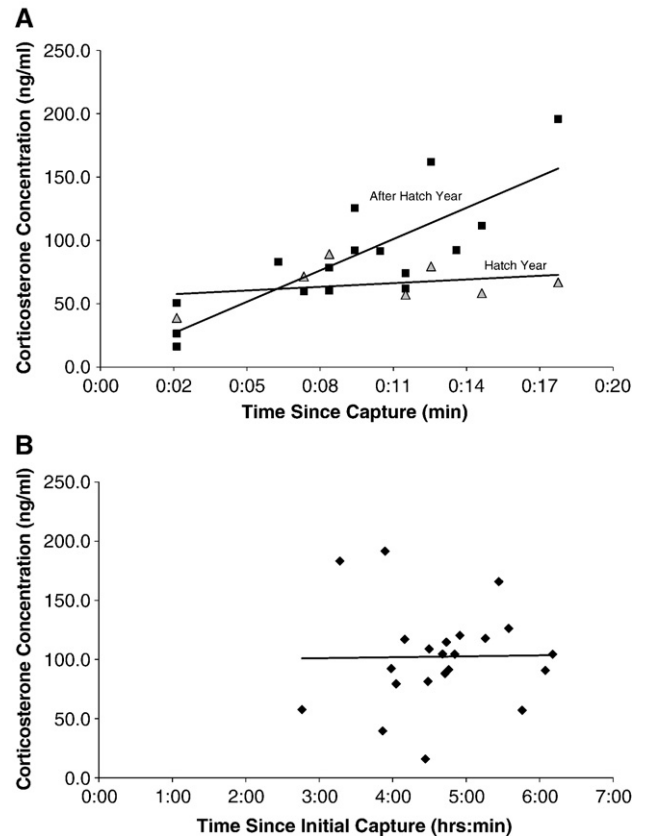 A
Corticosterone Concentration (ng/ml)
250.0
200.0
150.0
100.0
50.0
0.0
After Hatch Year
Hatch Year
0:00 0:02 0:05 0:08 0:11 0:14 0:17 0:20
Time Since Capture (min)
B
Corticosterone Concentration (ng/ml)
250.0
200.0
150.0
100.0
50.0
0.0
0:00 1:00 2:00 3:00 4:00 5:00 6:00 7:00
Time Since Initial Capture (hrs:min)